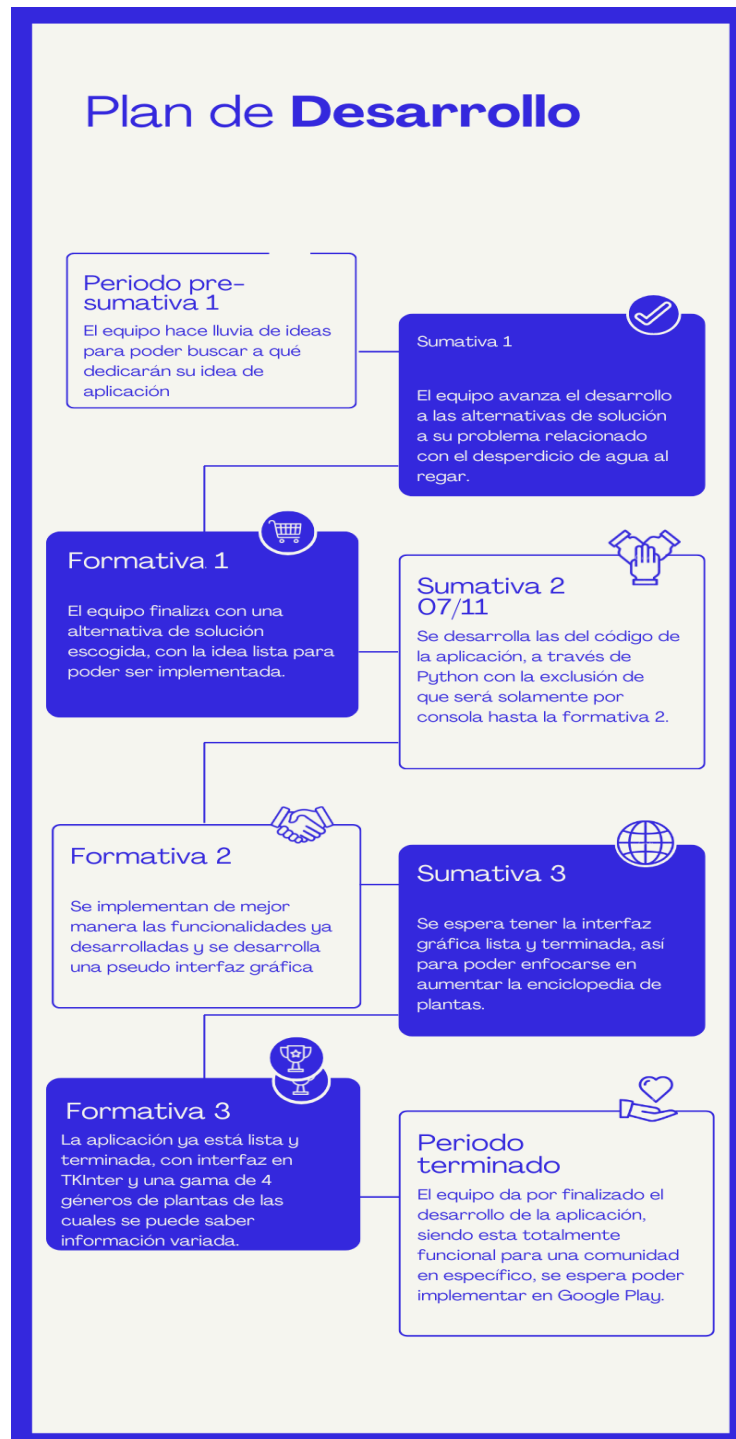 Plan de Desarrollo
Periodo pre-
sumativa 1
El equipo hace lluvia de ideas
para poder buscar a qué
dedicarán su idea de
aplicación
Sumativa 1
El equipo avanza el desarrollo
a las alternativas de solución
a su problema relacionado
con el desperdicio de agua al
regar.
Formativa 1
El equipo finaliza con una
alternativa de solución
escogida, con la idea lista para
poder ser implementada.
Sumativa 2
07/11
Se desarrolla las del código de
la aplicación, a través de
Python con la exclusión de
que será solamente por
consola hasta la formativa 2.
Formativa 2
Se implementan de mejor
manera las funcionalidades ya
desarrolladas y se desarrolla
una pseudo interfaz gráfica
Sumativa 3
Se espera tener la interfaz
gráfica lista y terminada, así
para poder enfocarse en
aumentar la enciclopedia de
plantas.
Formativa 3
La aplicación ya está lista y
terminada, con interfaz en
TKInter y una gama de 4
géneros de plantas de las
cuales se puede saber
información variada.
Periodo
terminado
El equipo da por finalizado el
desarrollo de la aplicación,
siendo esta totalmente
funcional para una comunidad
en específico, se espera poder
implementar en Google Play.